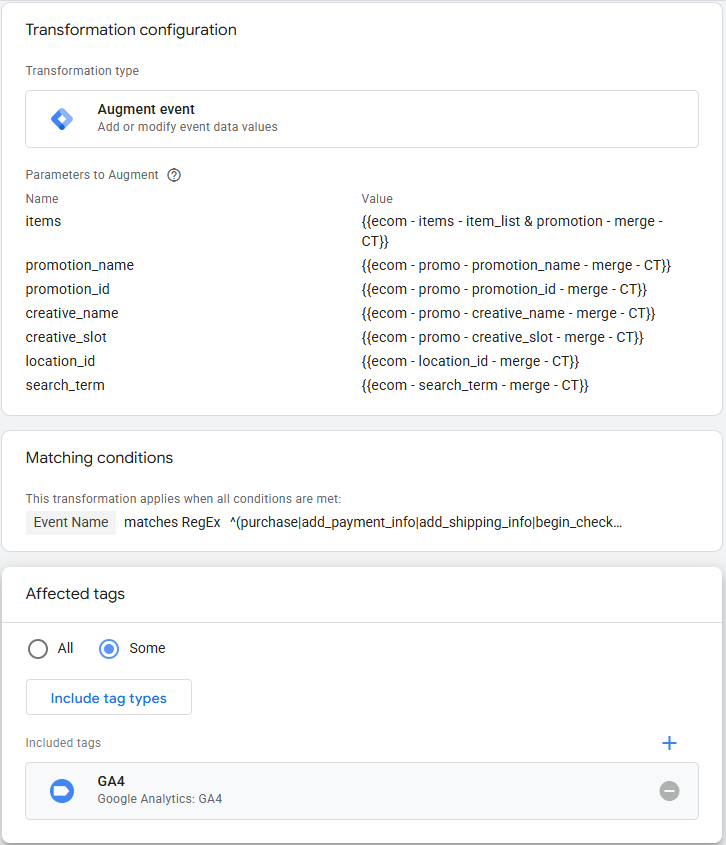 Transformation configuration
Transformation type
Augment event
Add or modify event data values
Parameters to Augment
Name Value
items {{ecom - items - item_list & promotion - merge -
CT}}
promotion_name {{ecom - promo - promotion_name - merge - CT}}
promotion_id {{ecom - promo - promotion_id - merge - CT}}
creative_name {{ecom - promo - creative_name - merge - CT}}
creative_slot {{ecom - promo - creative_slot - merge - CT}}
location_id {{ecom - location_id - merge - CT}}
search_term {{ecom - search_term - merge - CT}}
Matching conditions
This transformation applies when all conditions are met:
Event Name matches RegEx ^(purchase|add_payment_info|add_shipping_info|begin_check...
Affected tags
All Some
Include tag types
Included tags
GA4
Google Analytics: GA4